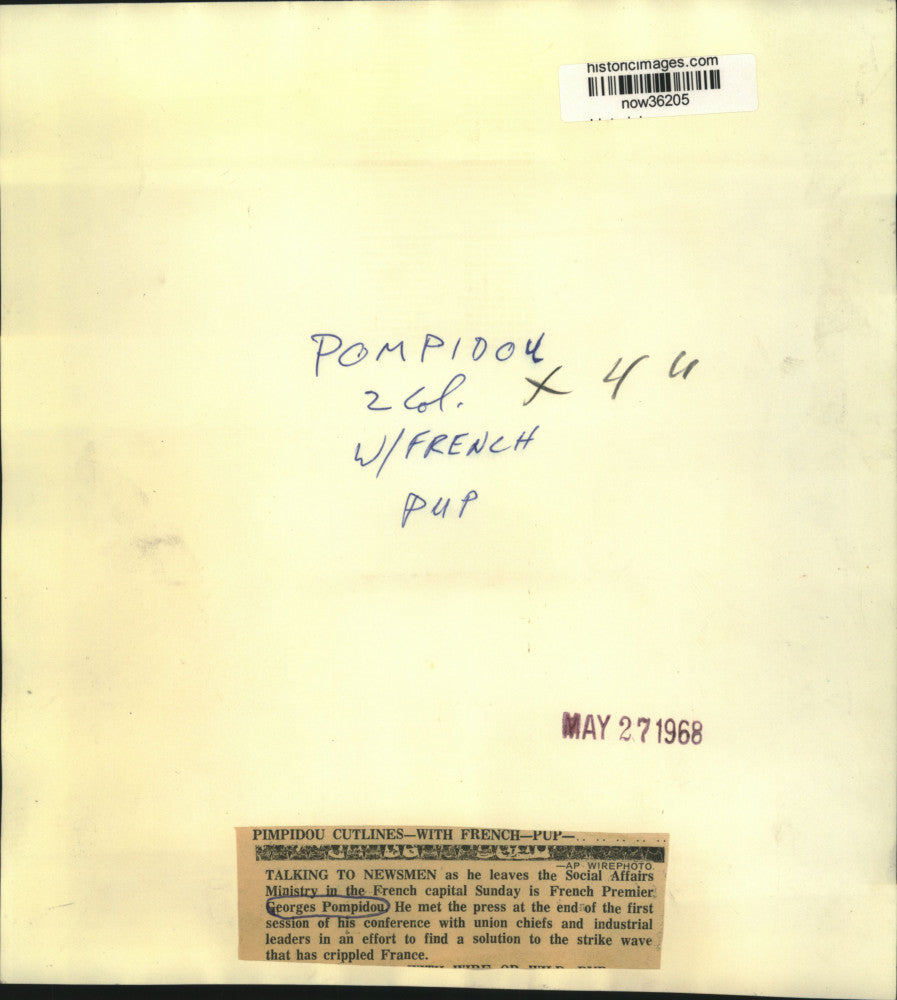 historicimages.com
now36205
POMPIDOU
2 Col. x 4"
W/FRENCH
PUP
MAY 27 1968
PIMPIDOU CUTLINES—WITH FRENCH—PUP—
—AP WIREPHOTO.
TALKING TO NEWSMEN as he leaves the Social Affairs
Ministry in the French capital Sunday is French Premier
Georges Pompidou. He met the press at the end of the first
session of his conference with union chiefs and industrial
leaders in an effort to find a solution to the strike wave
that has crippled France.